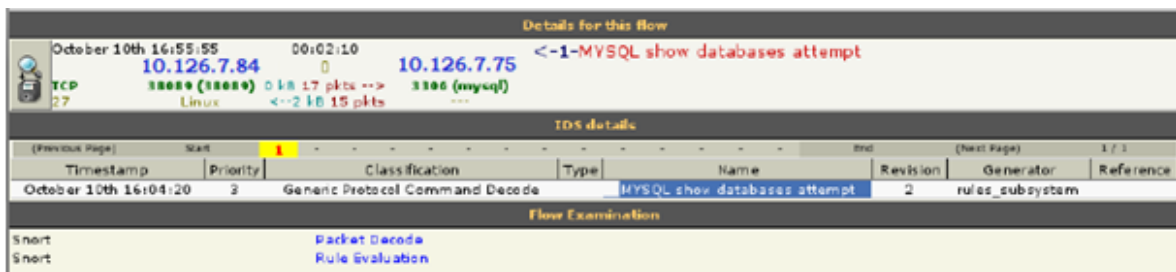 Details for this flow
October 10th 16:55:55 00:02:10 <-1-MYSQL show databases attempt
10.126.7.84 0 10.126.7.75
TCP 38089 (38089) 0 kB 17 pkts --> 3306 (mysql)
27 Linux <--2 kB 15 pkts ---
IDS details
(Previous Page) Start 1 - - - - - - - - - - - End (Next Page) 1 / 1
Timestamp Priority Classification Type Name Revision Generator Reference
October 10th 16:04:20 3 Generic Protocol Command Decode MYSQL show databases attempt 2 rules_subsystem
Flow Examination
Snort Packet Decode
Snort Rule Evaluation